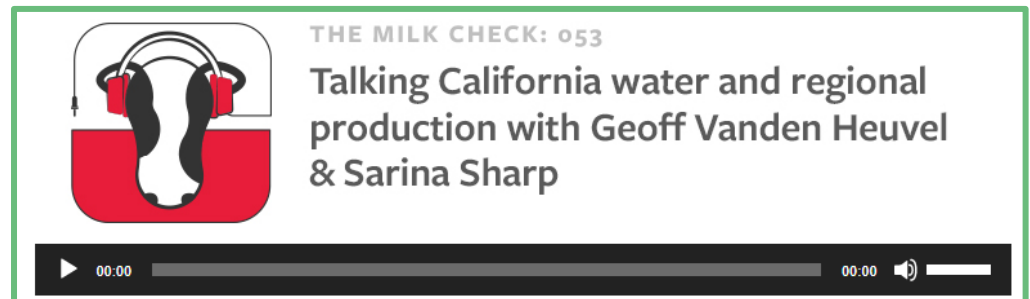 THE MILK CHECK: 053
Talking California water and regional
production with Geoff Vanden Heuvel
& Sarina Sharp
00:00 00:00